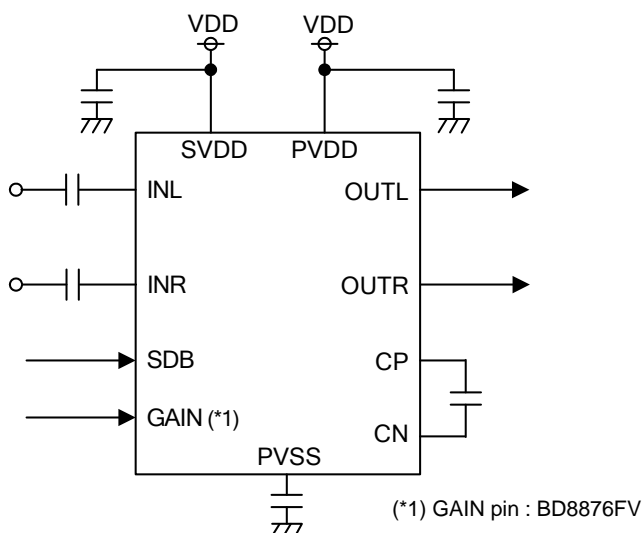 VDD VDD
SVDD PVDD
INL OUTL
INR OUTR
SDB CP
GAIN (*1) CN
PVSS
(*1) GAIN pin : BD8876FV